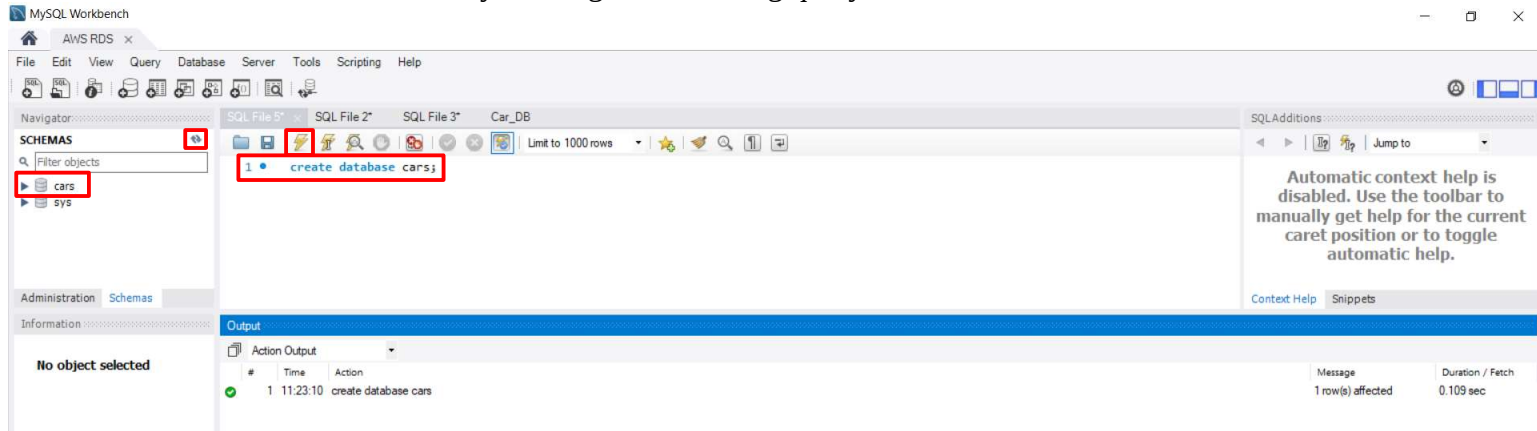 MySQL Workbench
AWS RDS
File Edit View Query Database Server Tools Scripting Help
Navigator
SCHEMAS
Filter objects
cars
sys
Administration Schemas
Information
No object selected
SQL File 5* SQL File 2* SQL File 3* Car_DB
Limit to 1000 rows
1 create database cars;
Output
Action Output
# Time Action Message Duration / Fetch
1 11:23:10 create database cars 1 row(s) affected 0.109 sec
SQLAdditions
Jump to
Automatic context help is
disabled. Use the toolbar to
manually get help for the current
caret position or to toggle
automatic help.
Context Help Snippets